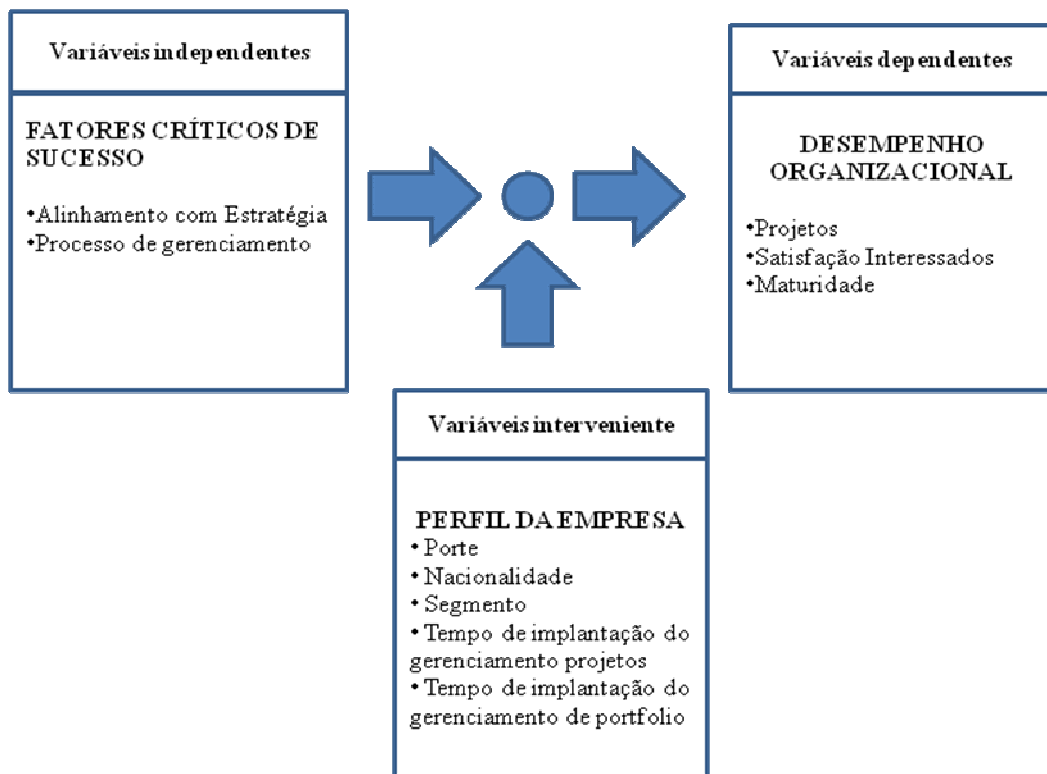 Variáveis independentes
FATORES CRÍTICOS DE
SUCESSO
•Alinhamento com Estratégia
•Processo de gerenciamento
Variáveis dependentes
DESEMPENHO
ORGANIZACIONAL
•Projetos
•Satisfação Interessados
•Maturidade
Variáveis interveniente
PERFIL DA EMPRESA
• Porte
• Nacionalidade
• Segmento
• Tempo de implantação do
gerenciamento projetos
• Tempo de implantação do
gerenciamento de portfolio